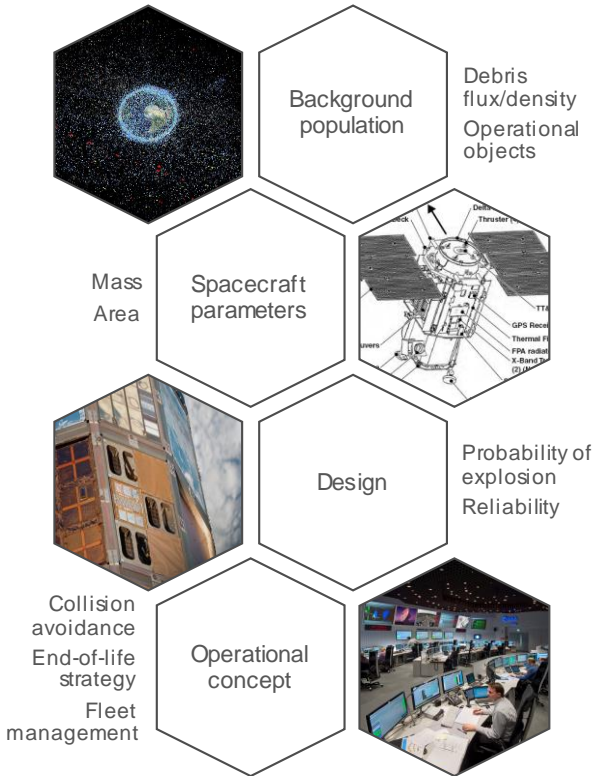 Background
population
Debris
flux/density
Operational
objects
Mass
Area
Spacecraft
parameters
Thruster
GPS Recei
Thermal Fi
FPA radiat
X-Band T
Design
Probability of
explosion
Reliability
Collision
avoidance
End-of-life
strategy
Fleet
management
Operational
concept